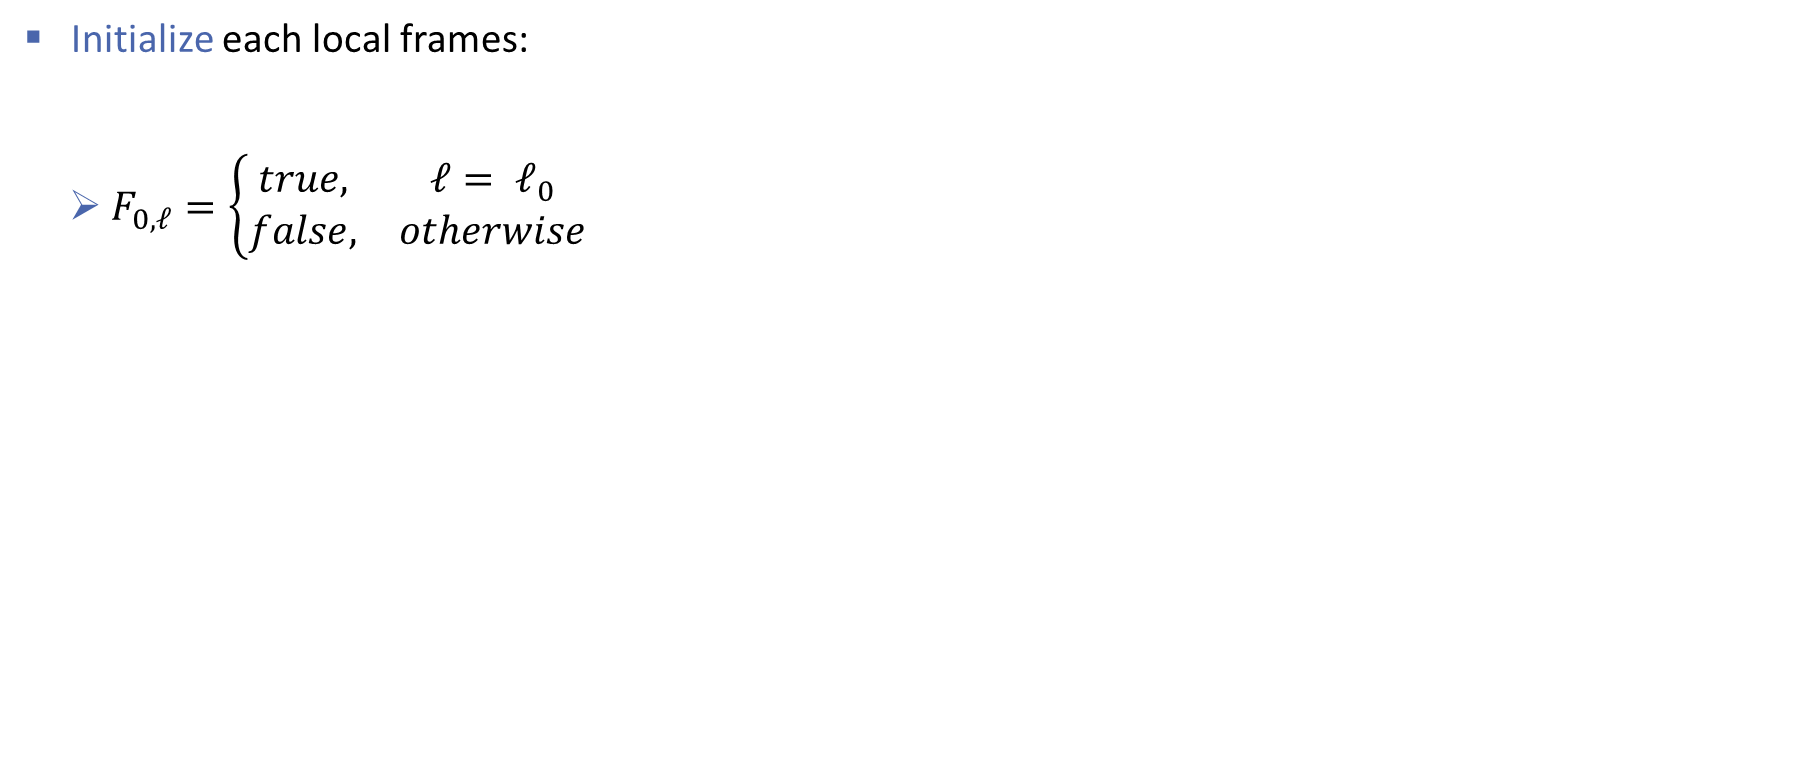 ▪ Initialize each local frames:
➢ F₀,ℓ = { true, ℓ = ℓ₀
false, otherwise